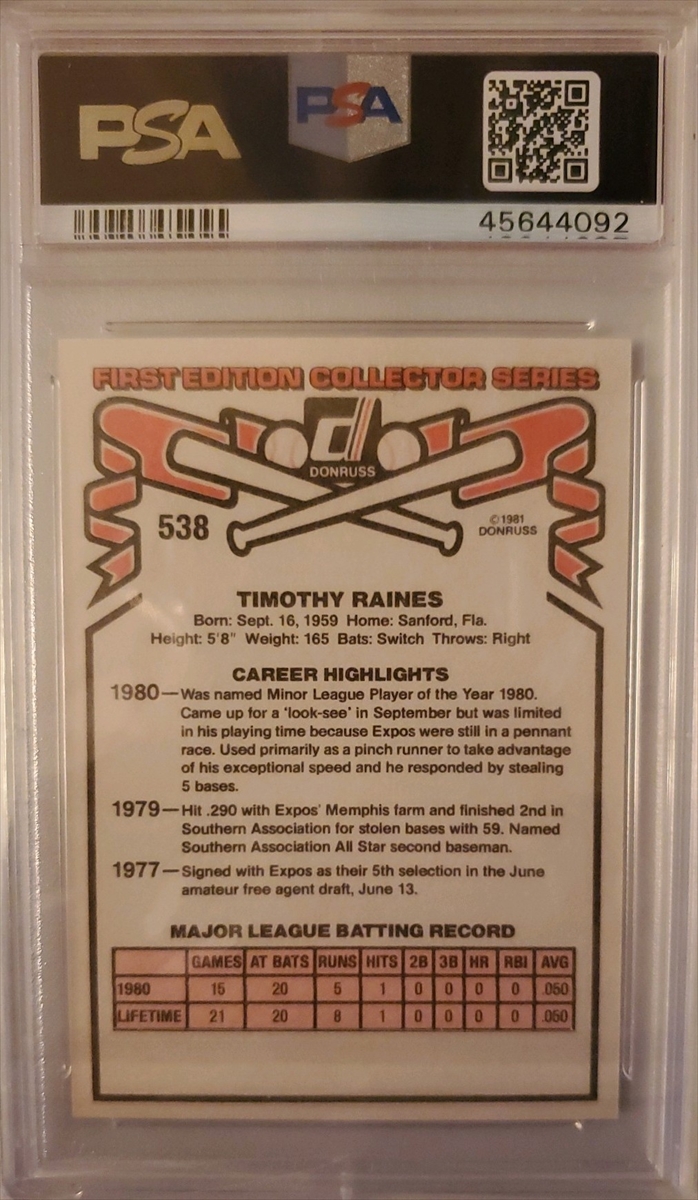 PSA
PSA
45644092
FIRST EDITION COLLECTOR SERIES
d
DONRUSS
538
©1981
DONRUSS
TIMOTHY RAINES
Born: Sept. 16, 1959 Home: Sanford, Fla.
Height: 5'8" Weight: 165 Bats: Switch Throws: Right
CAREER HIGHLIGHTS
1980—Was named Minor League Player of the Year 1980.
Came up for a 'look-see' in September but was limited
in his playing time because Expos were still in a pennant
race. Used primarily as a pinch runner to take advantage
of his exceptional speed and he responded by stealing
5 bases.
1979—Hit .290 with Expos' Memphis farm and finished 2nd in
Southern Association for stolen bases with 59. Named
Southern Association All Star second baseman.
1977—Signed with Expos as their 5th selection in the June
amateur free agent draft, June 13.
MAJOR LEAGUE BATTING RECORD
GAMES AT BATS RUNS HITS 2B 3B HR RBI AVG
1980 15 20 5 1 0 0 0 0 .050
LIFETIME 21 20 8 1 0 0 0 0 .050